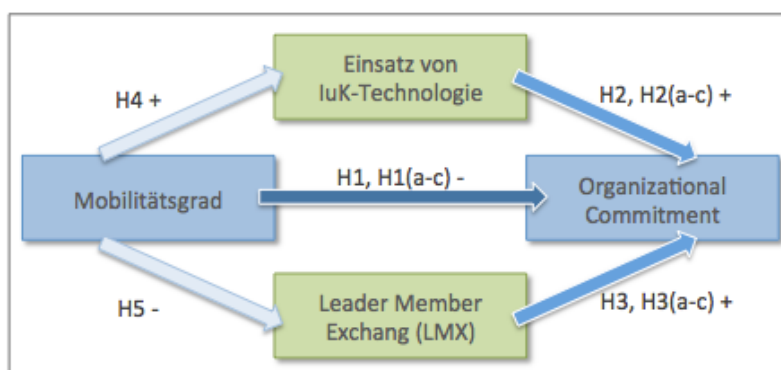 Einsatz von
IuK-Technologie
H4 +
H2, H2(a-c) +
Mobilitätsgrad
H1, H1(a-c) -
Organizational
Commitment
H5 -
Leader Member
Exchang (LMX)
H3, H3(a-c) +